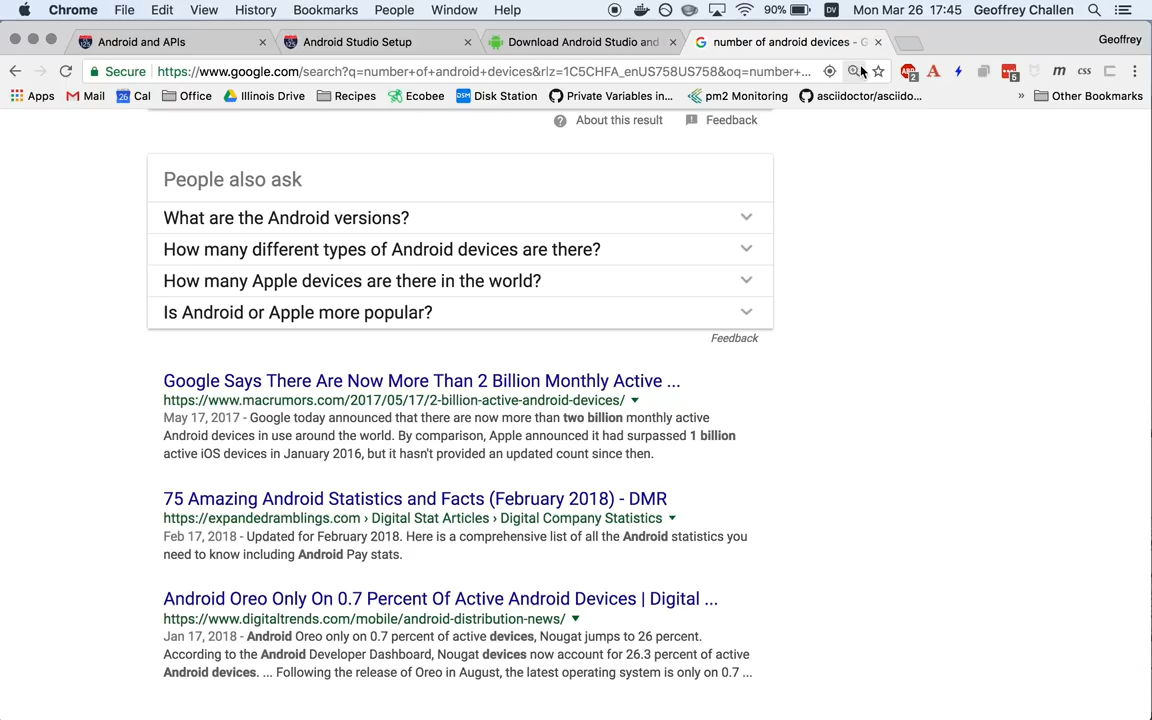 Chrome File Edit View History Bookmarks People Window Help 90% DV Mon Mar 26 17:45 Geoffrey Challen
Android and APIs Android Studio Setup Download Android Studio and number of android devices - G Geoffrey
Secure https://www.google.com/search?q=number+of+android+devices&rlz=1C5CHFA_enUS758US758&oq=number+... 2 A 5 m CSS C
Apps Mail 26 Cal Office Illinois Drive Recipes Ecobee DSM Disk Station Private Variables in... pm2 Monitoring asciidoctor/asciido... » Other Bookmarks
About this result Feedback
People also ask
What are the Android versions?
How many different types of Android devices are there?
How many Apple devices are there in the world?
Is Android or Apple more popular?
Feedback
Google Says There Are Now More Than 2 Billion Monthly Active ...
https://www.macrumors.com/2017/05/17/2-billion-active-android-devices/
May 17, 2017 - Google today announced that there are now more than two billion monthly active
Android devices in use around the world. By comparison, Apple announced it had surpassed 1 billion
active iOS devices in January 2016, but it hasn't provided an updated count since then.
75 Amazing Android Statistics and Facts (February 2018) - DMR
https://expandedramblings.com › Digital Stat Articles › Digital Company Statistics
Feb 17, 2018 - Updated for February 2018. Here is a comprehensive list of all the Android statistics you
need to know including Android Pay stats.
Android Oreo Only On 0.7 Percent Of Active Android Devices | Digital ...
https://www.digitaltrends.com/mobile/android-distribution-news/
Jan 17, 2018 - Android Oreo only on 0.7 percent of active devices, Nougat jumps to 26 percent.
According to the Android Developer Dashboard, Nougat devices now account for 26.3 percent of active
Android devices. ... Following the release of Oreo in August, the latest operating system is only on 0.7 ...